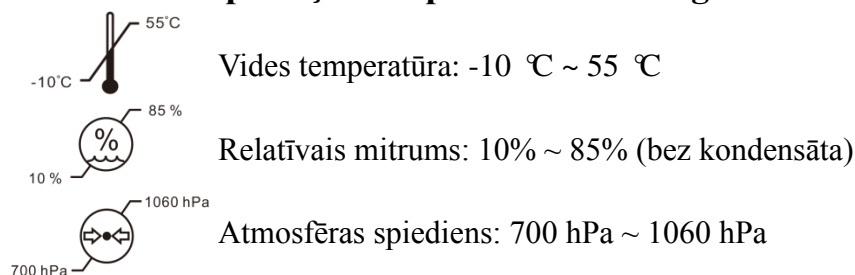 55°C
-10°C
Vides temperatūra: -10 ℃ ~ 55 ℃
85 %
%
10 %
Relatīvais mitrums: 10% ~ 85% (bez kondensāta)
1060 hPa
700 hPa
Atmosfēras spiediens: 700 hPa ~ 1060 hPa